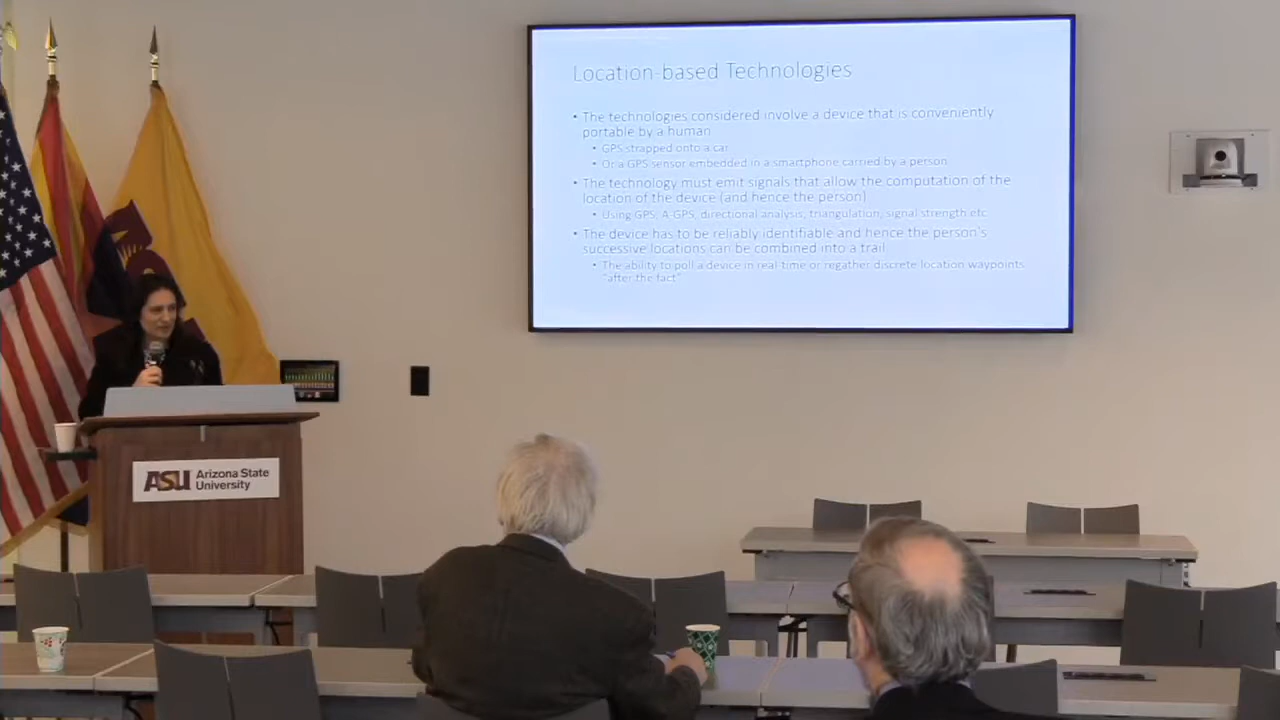 Location-based Technologies
• The technologies considered involve a device that is conveniently
portable by a human
• GPS strapped onto a car
• Or a GPS sensor embedded in a smartphone carried by a person
• The technology must emit signals that allow the computation of the
location of the device (and hence the person)
• Using GPS, A-GPS, directional analysis, triangulation, signal strength etc
• The device has to be reliably identifiable and hence the person's
successive locations can be combined into a trail
• The ability to poll a device in real-time or regather discrete location waypoints
"after the fact"
ASU Arizona State
University